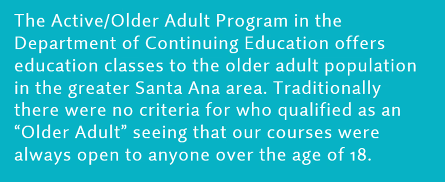 The Active/Older Adult Program in the
Department of Continuing Education offers
education classes to the older adult population
in the greater Santa Ana area. Traditionally
there were no criteria for who qualified as an
“Older Adult” seeing that our courses were
always open to anyone over the age of 18.